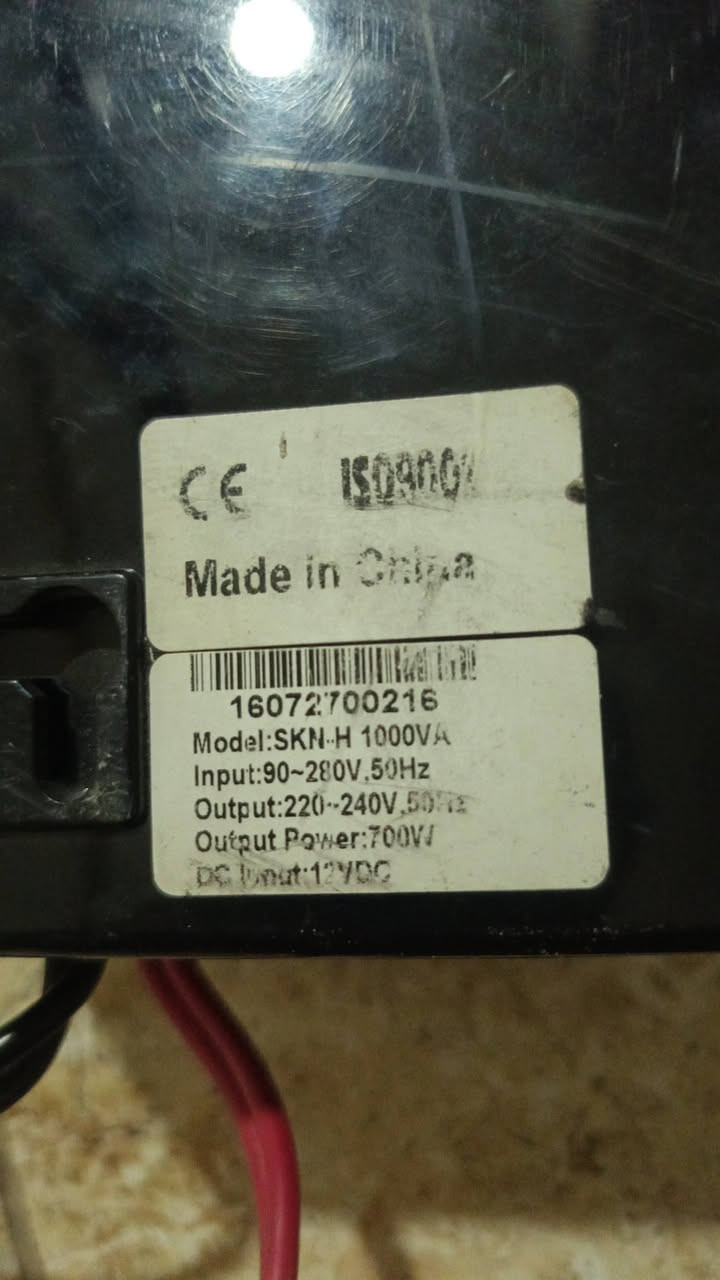 CE ISO900
Made in China
16072700216
Model:SKN-H 1000VA
Input:90~280V,50Hz
Output:220~240V,50Hz
Output Power:700W
DC Input:12VDC